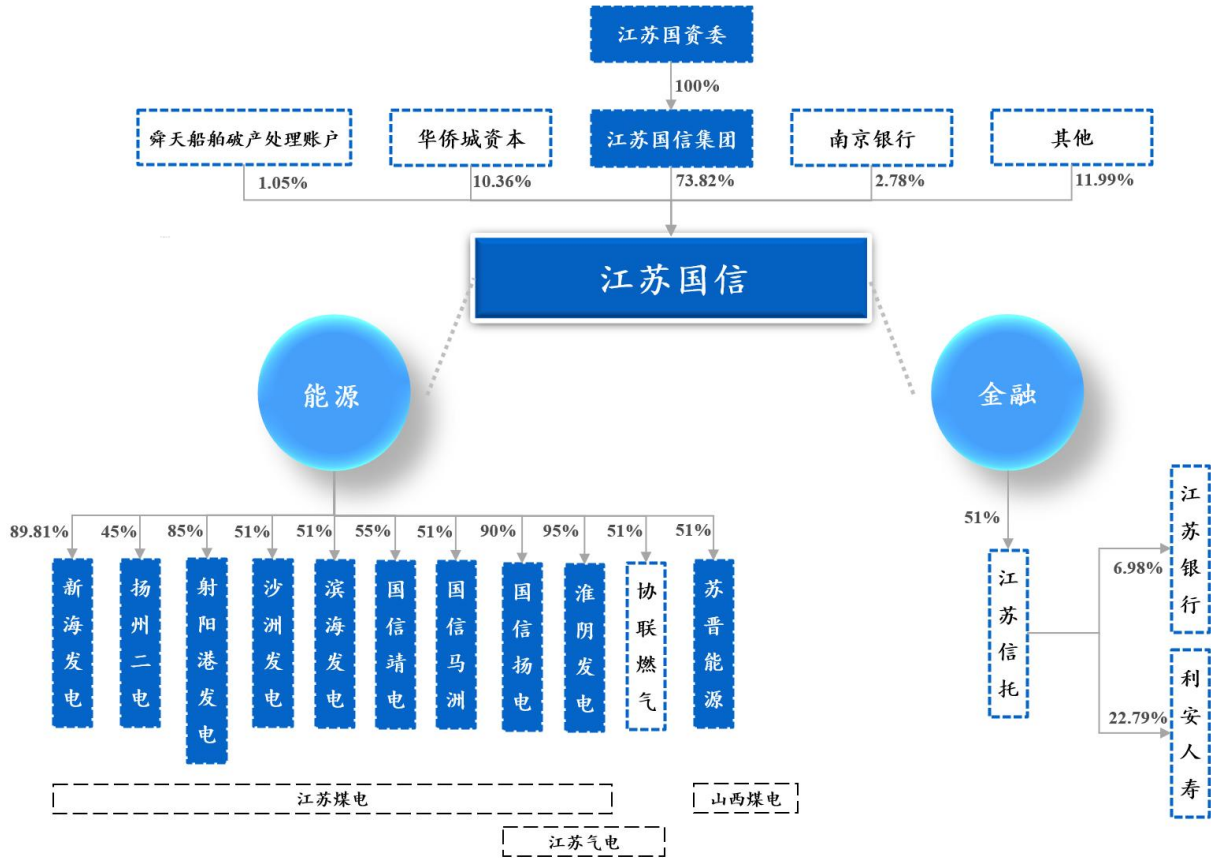 江苏国资委
100%
舜天船舶破产处理账户
华侨城资本
江苏国信集团
南京银行
其他
1.05%
10.36%
73.82%
2.78%
11.99%
江苏国信
能源
金融
89.81%
45%
85%
51%
51%
55%
51%
90%
95%
51%
51%
新海发电
扬州二电
射阳港发电
沙洲发电
滨海发电
国信靖电
国信马洲
国信扬电
淮阴发电
协联燃气
苏晋能源
51%
江苏信托
6.98%
江苏银行
22.79%
利安人寿
江苏煤电
山西煤电
江苏气电